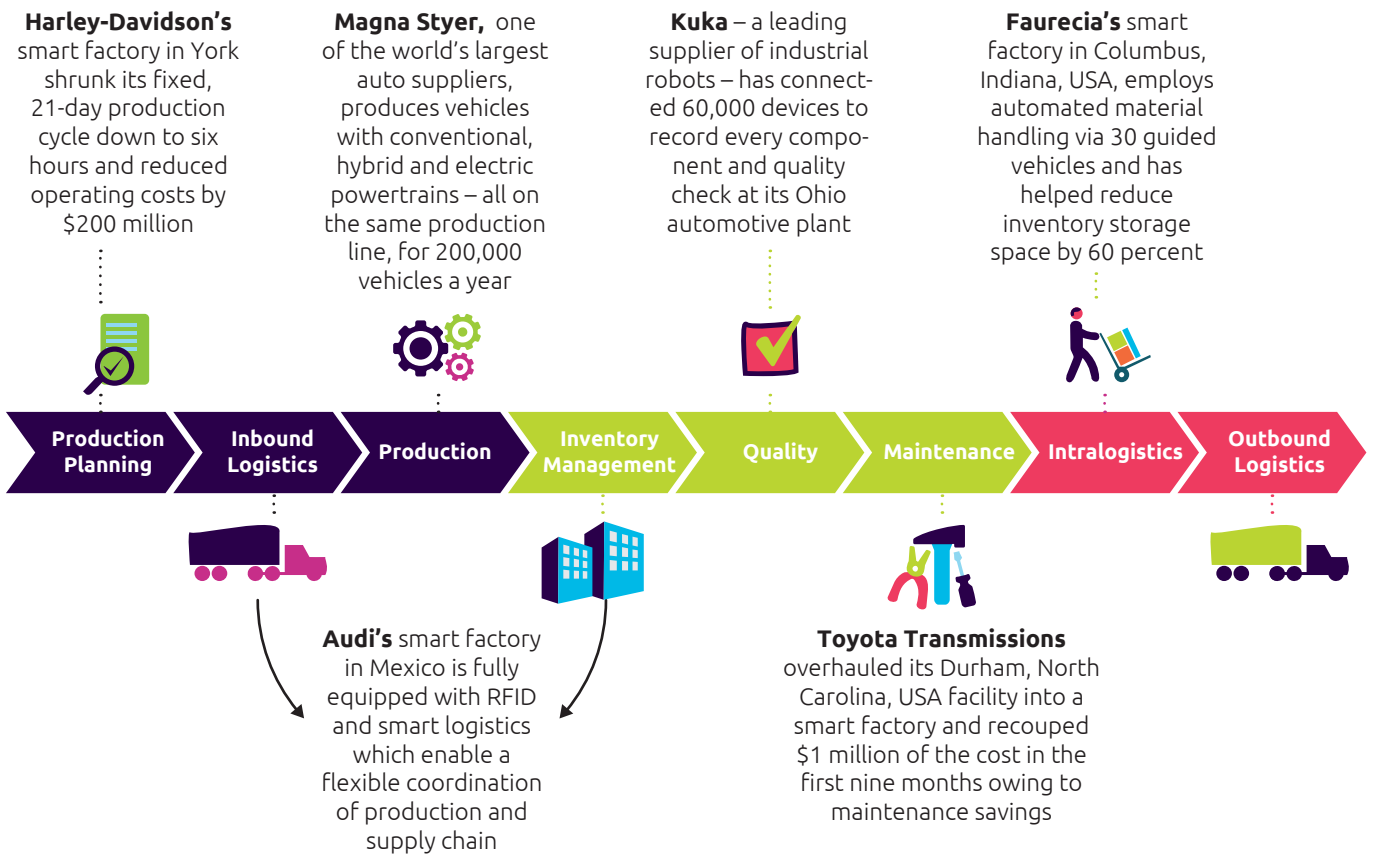 Harley-Davidson's
smart factory in York
shrunk its fixed,
21-day production
cycle down to six
hours and reduced
operating costs by
$200 million
Magna Styer, one
of the world's largest
auto suppliers,
produces vehicles
with conventional,
hybrid and electric
powertrains – all on
the same production
line, for 200,000
vehicles a year
Kuka – a leading
supplier of industrial
robots – has connect-
ed 60,000 devices to
record every compo-
nent and quality
check at its Ohio
automotive plant
Faurecia's smart
factory in Columbus,
Indiana, USA, employs
automated material
handling via 30 guided
vehicles and has
helped reduce
inventory storage
space by 60 percent
Production
Planning
Inbound
Logistics
Production
Inventory
Management
Quality
Maintenance
Intralogistics
Outbound
Logistics
Audi's smart factory
in Mexico is fully
equipped with RFID
and smart logistics
which enable a
flexible coordination
of production and
supply chain
Toyota Transmissions
overhauled its Durham, North
Carolina, USA facility into a
smart factory and recouped
$1 million of the cost in the
first nine months owing to
maintenance savings